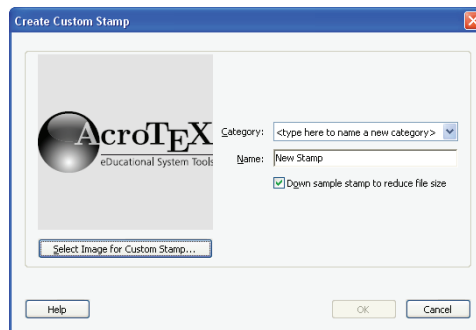 Create Custom Stamp
AcroTEX
eDucational System Tools
Category:
<type here to name a new category>
Name:
New Stamp
Down sample stamp to reduce file size
Select Image for Custom Stamp...
Help
OK
Cancel